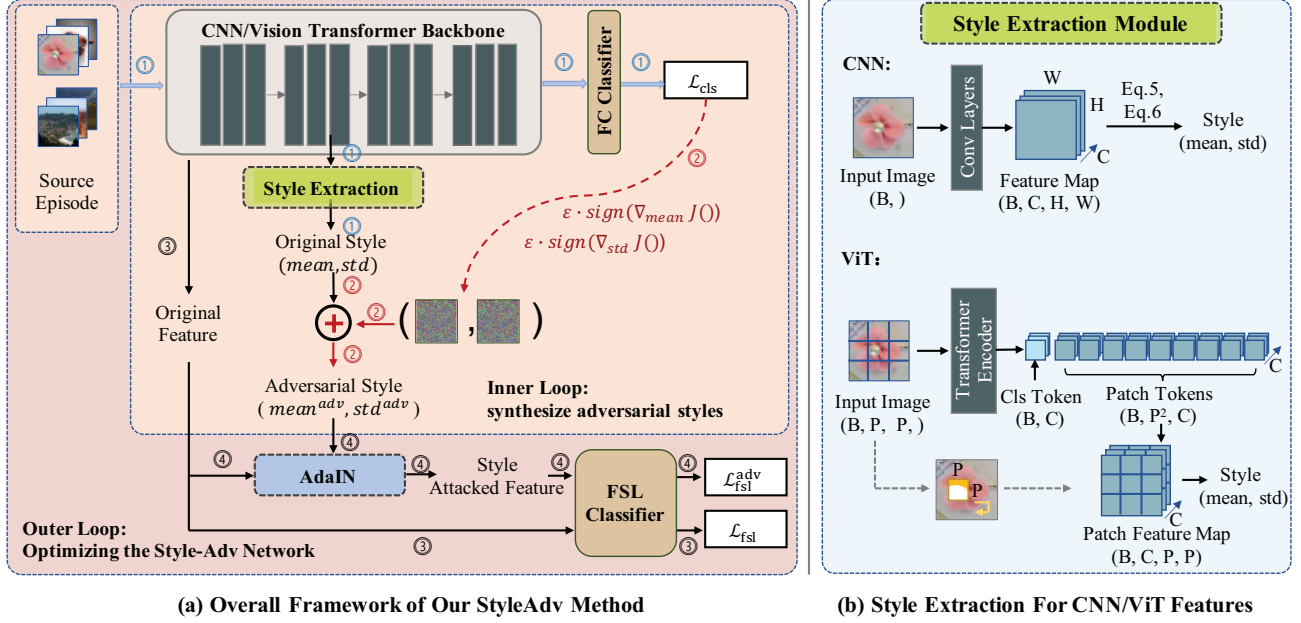 CNN/Vision Transformer Backbone
①
①
①
FC Classifier
ℒcls
Source
Episode
①
②
Style Extraction
①
ε · sign(∇mean J())
ε · sign(∇std J())
③
Original Style
(mean, std)
②
Original
Feature
+
②
( , )
②
Adversarial Style
(mean^adv, std^adv)
Inner Loop:
synthesize adversarial styles
④
④
AdaIN
④
Style
Attacked Feature
④
FSL
Classifier
④
ℒ^adv_fsl
Outer Loop:
Optimizing the Style-Adv Network
③
③
ℒfsl
(a) Overall Framework of Our StyleAdv Method
Style Extraction Module
CNN:
Input Image
(B, )
Conv Layers
W
H
C
Feature Map
(B, C, H, W)
Eq.5,
Eq.6
Style
(mean, std)
ViT:
Input Image
(B, P, P, )
Transformer
Encoder
Cls Token
(B, C)
C
Patch Tokens
(B, P², C)
P
P
C
Style
(mean, std)
Patch Feature Map
(B, C, P, P)
(b) Style Extraction For CNN/ViT Features